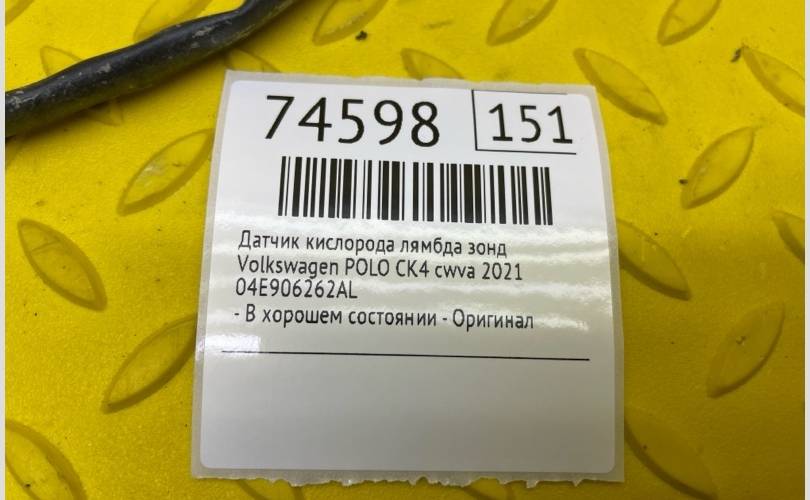 74598 151
Датчик кислорода лямбда зонд
Volkswagen POLO CK4 cwva 2021
04E906262AL
- В хорошем состоянии - Оригинал